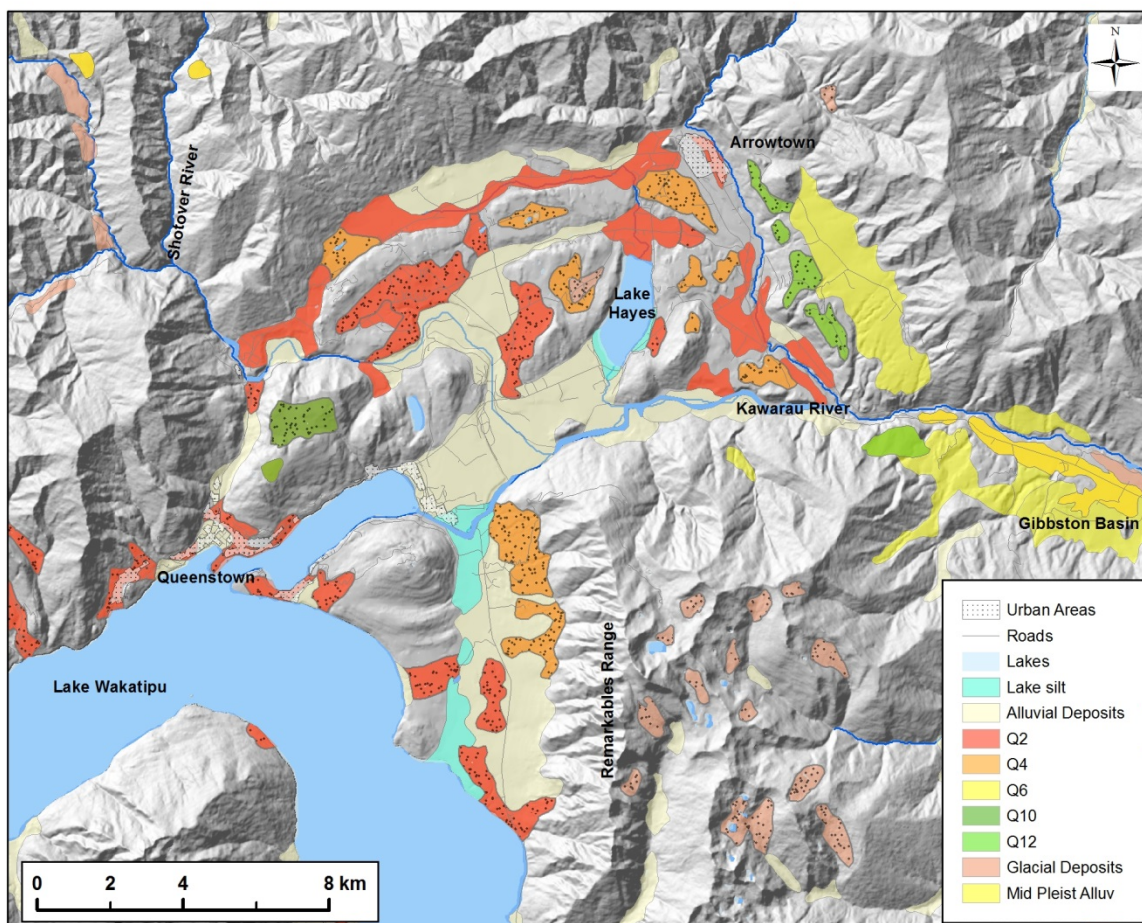 N
Arrowtown
Shotover River
Lake
Hayes
Kawarau River
Gibbston Basin
Queenstown
Remarkables Range
Lake Wakatipu
Urban Areas
Roads
Lakes
Lake silt
Alluvial Deposits
Q2
Q4
Q6
Q10
Q12
Glacial Deposits
Mid Pleist Alluv
0 2 4 8 km